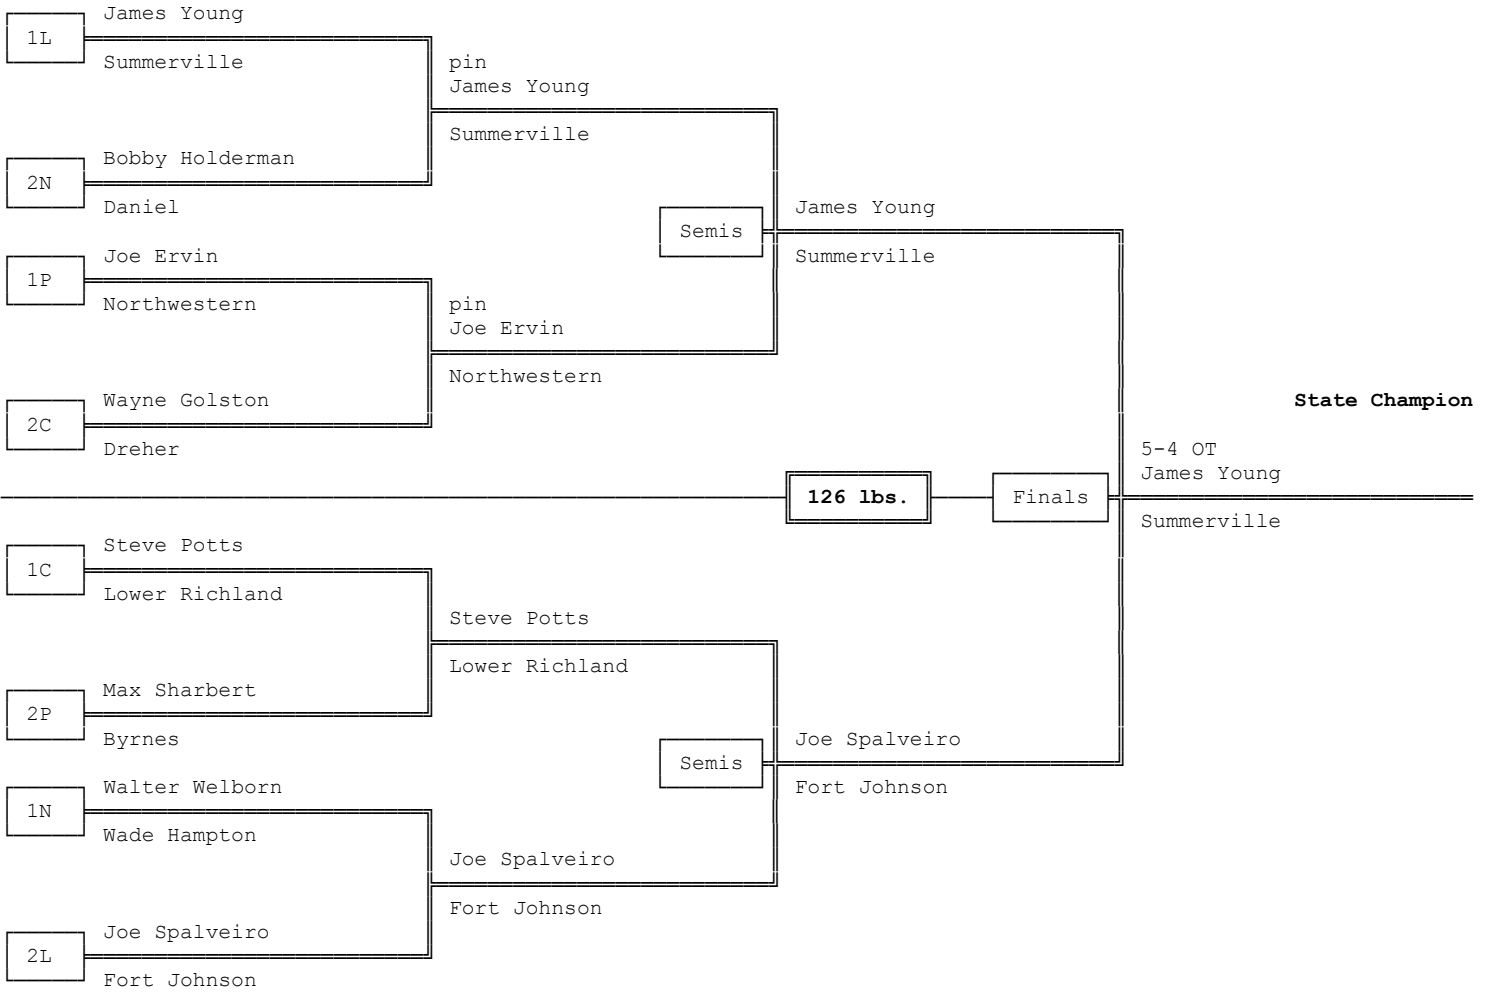 James Young
1L
Summerville
pin
James Young
Summerville
Bobby Holderman
2N
Daniel
James Young
Semis
Summerville
Joe Ervin
1P
Northwestern
pin
Joe Ervin
Northwestern
Wayne Golston
2C
Dreher
State Champion
5-4 OT
James Young
126 lbs.
Finals
Summerville
Steve Potts
1C
Lower Richland
Steve Potts
Lower Richland
Max Sharbert
2P
Byrnes
Joe Spalveiro
Semis
Fort Johnson
Walter Welborn
1N
Wade Hampton
Joe Spalveiro
Fort Johnson
Joe Spalveiro
2L
Fort Johnson